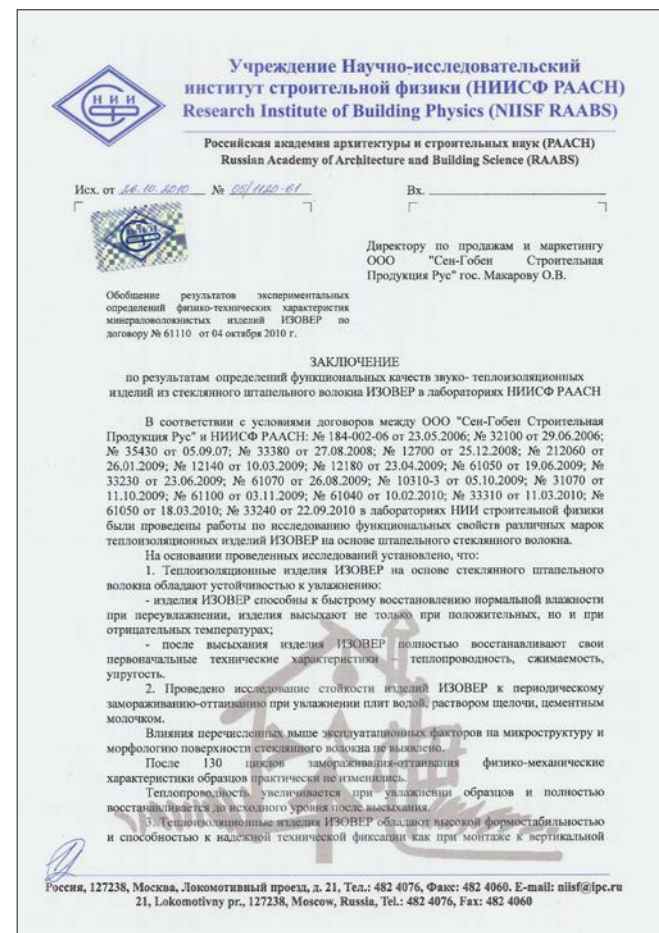 Учреждение Научно-исследовательский
институт строительной физики (НИИСФ РААСН)
Research Institute of Building Physics (NIISF RAABS)
НИИ
Российская академия архитектуры и строительных наук (РААСН)
Russian Academy of Architecture and Building Science (RAABS)
Исх. от 26.10.2010 № 05/1120-61 Вх.
Директору по продажам и маркетингу
ООО "Сен-Гобен Строительная
Продукция Рус" гос. Макарову О.В.
Обобщение результатов экспериментальных
определений физико-технических характеристик
минераловолокнистых изделий ИЗОВЕР по
договору № 61110 от 04 октября 2010 г.
ЗАКЛЮЧЕНИЕ
по результатам определений функциональных качеств звуко- теплоизоляционных
изделий из стеклянного штапельного волокна ИЗОВЕР в лабораториях НИИСФ РААСН
В соответствии с условиями договоров между ООО "Сен-Гобен Строительная
Продукция Рус" и НИИСФ РААСН: № 184-002-06 от 23.05.2006; № 32100 от 29.06.2006;
№ 35430 от 05.09.07; № 33380 от 27.08.2008; № 12700 от 25.12.2008; № 212060 от
26.01.2009; № 12140 от 10.03.2009; № 12180 от 23.04.2009; № 61050 от 19.06.2009; №
33230 от 23.06.2009; № 61070 от 26.08.2009; № 10310-3 от 05.10.2009; № 31070 от
11.10.2009; № 61100 от 03.11.2009; № 61040 от 10.02.2010; № 33310 от 11.03.2010; №
61050 от 18.03.2010; № 33240 от 22.09.2010 в лабораториях НИИ строительной физики
были проведены работы по исследованию функциональных свойств различных марок
теплоизоляционных изделий ИЗОВЕР на основе штапельного стеклянного волокна.
На основании проведенных исследований установлено, что:
1. Теплоизоляционные изделия ИЗОВЕР на основе стеклянного штапельного
волокна обладают устойчивостью к увлажнению:
- изделия ИЗОВЕР способны к быстрому восстановлению нормальной влажности
при переувлажнении, изделия высыхают не только при положительных, но и при
отрицательных температурах;
- после высыхания изделия ИЗОВЕР полностью восстанавливают свои
первоначальные технические характеристики теплопроводность, сжимаемость,
упругость.
2. Проведено исследование стойкости изделий ИЗОВЕР к периодическому
замораживанию-оттаиванию при увлажнении плит водой, раствором щелочи, цементным
молочком.
Влияния перечисленных выше эксплуатационных факторов на микроструктуру и
морфологию поверхности стеклянного волокна не выявлено.
После 130 циклов замораживания-оттаивания физико-механические
характеристики образцов практически не изменились.
Теплопроводность увеличивается при увлажнении образцов и полностью
восстанавливается до исходного уровня после высыхания.
3. Теплоизоляционные изделия ИЗОВЕР обладают высокой формостабильностью
и способностью к надежной технической фиксации как при монтаже к вертикальной
Россия, 127238, Москва, Локомотивный проезд, д. 21, Тел.: 482 4076, Факс: 482 4060. E-mail: niisf@ipc.ru
21, Lokomotivny pr., 127238, Moscow, Russia, Tel.: 482 4076, Fax: 482 4060